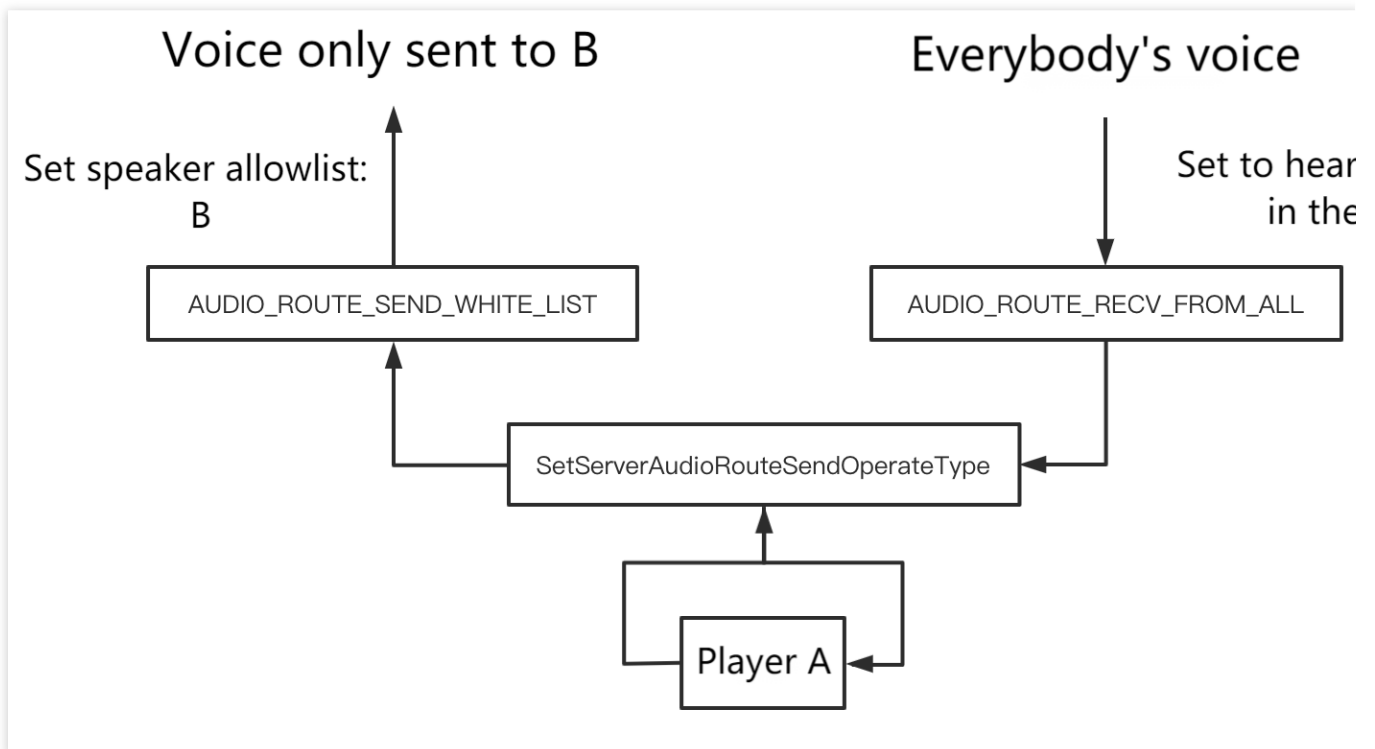 Voice only sent to B
Everybody's voice
Set speaker allowlist:
B
Set to hear
in the
AUDIO_ROUTE_SEND_WHITE_LIST
AUDIO_ROUTE_RECV_FROM_ALL
SetServerAudioRouteSendOperateType
Player A